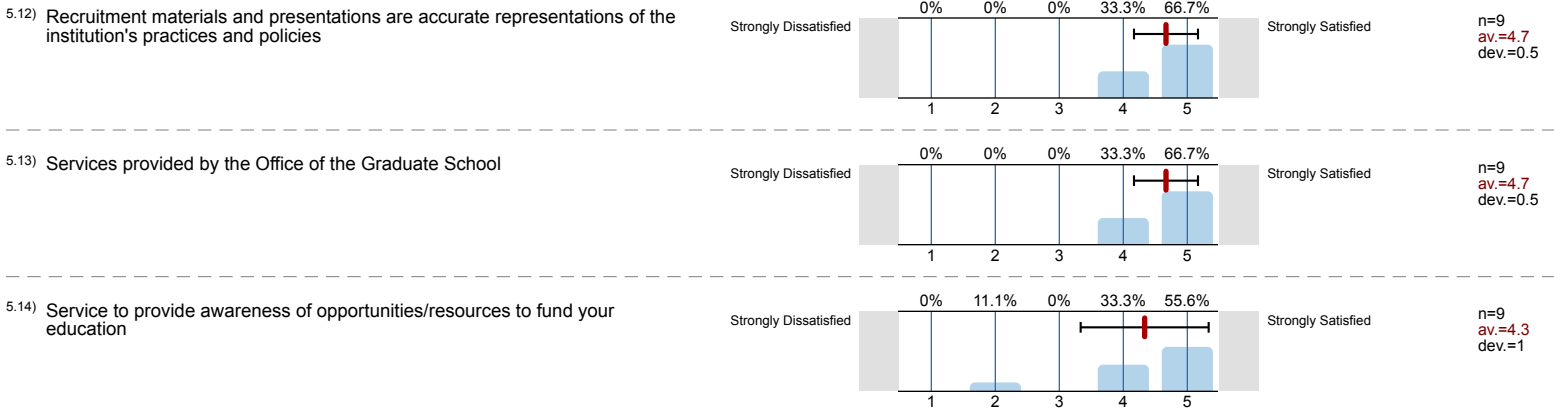 5.12) Recruitment materials and presentations are accurate representations of the
institution's practices and policies
Strongly Dissatisfied
0% 0% 0% 33.3% 66.7%
1 2 3 4 5
Strongly Satisfied
n=9
av.=4.7
dev.=0.5
5.13) Services provided by the Office of the Graduate School
Strongly Dissatisfied
0% 0% 0% 33.3% 66.7%
1 2 3 4 5
Strongly Satisfied
n=9
av.=4.7
dev.=0.5
5.14) Service to provide awareness of opportunities/resources to fund your
education
Strongly Dissatisfied
0% 11.1% 0% 33.3% 55.6%
1 2 3 4 5
Strongly Satisfied
n=9
av.=4.3
dev.=1